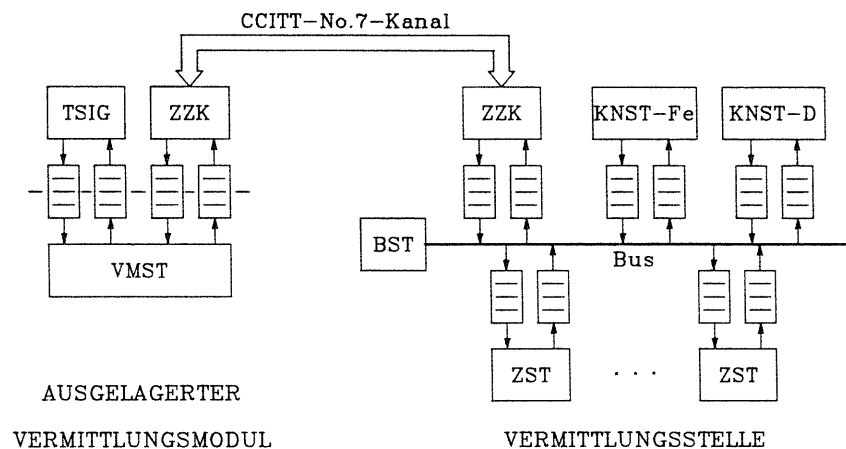 CCITT-No.7-Kanal
TSIG
ZZK
ZZK
KNST-Fe
KNST-D
BST
VMST
Bus
ZST
. . .
ZST
AUSGELAGERTER
VERMITTLUNGSMODUL
VERMITTLUNGSSTELLE